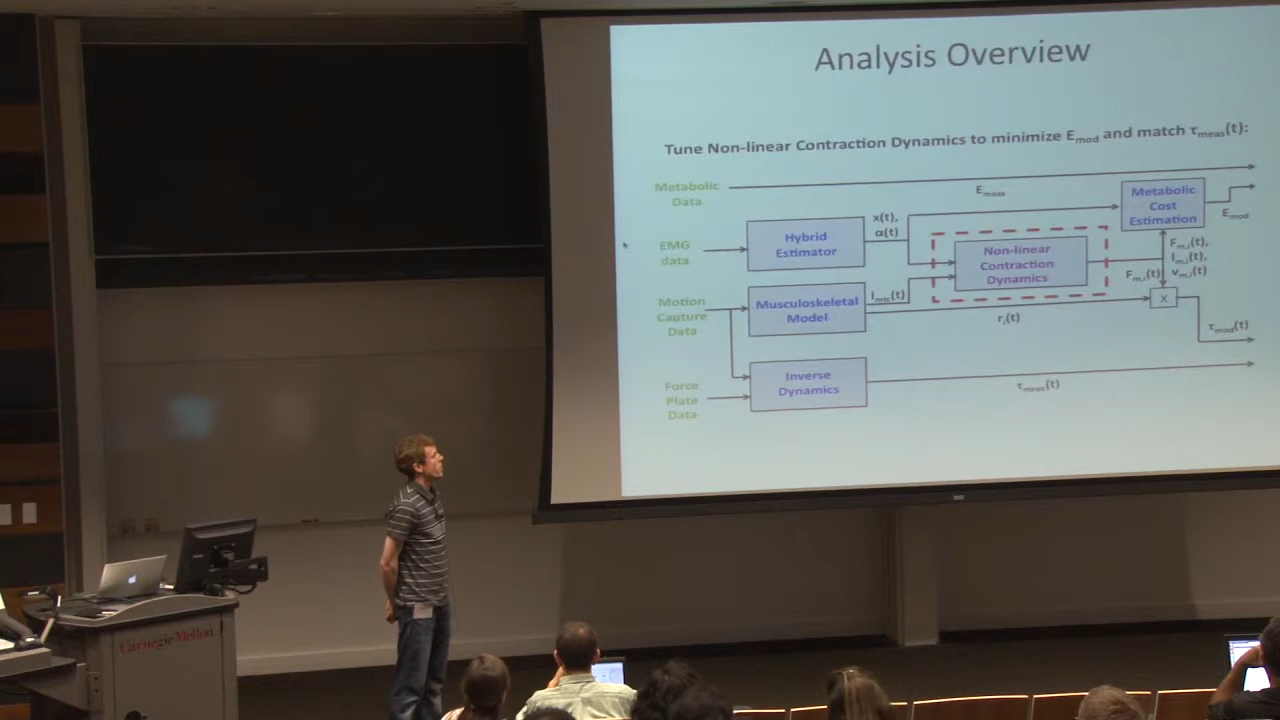 Analysis Overview
Tune Non-linear Contraction Dynamics to minimize Emod and match τmeas(t):
Metabolic
Data
Emeas
Metabolic
Cost
Estimation
Emod
EMG
data
Hybrid
Estimator
x(t),
α(t)
Non-linear
Contraction
Dynamics
Fm,i(t),
lm,i(t),
vm,i(t)
Fm,i(t)
Motion
Capture
Data
Musculoskeletal
Model
lmtc(t)
ri(t)
X
τmod(t)
Force
Plate
Data
Inverse
Dynamics
τmeas(t)
Carnegie Mellon